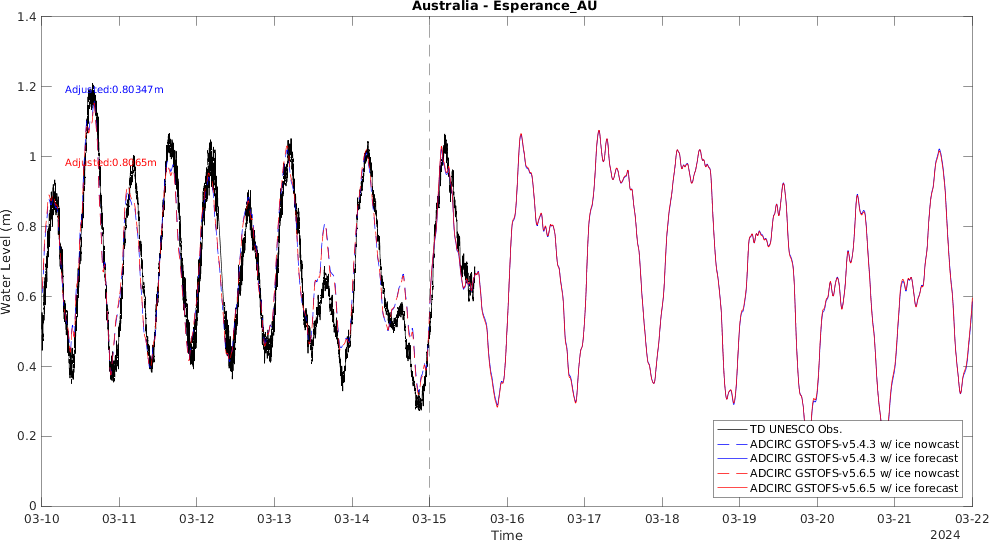 Australia - Esperance_AU
1.4
1.2
1
0.8
0.6
0.4
0.2
0
Water Level (m)
Adjusted:0.80347m
Adjusted:0.8065m
TD UNESCO Obs.
ADCIRC GSTOFS-v5.4.3 w/ ice nowcast
ADCIRC GSTOFS-v5.4.3 w/ ice forecast
ADCIRC GSTOFS-v5.6.5 w/ ice nowcast
ADCIRC GSTOFS-v5.6.5 w/ ice forecast
03-10 03-11 03-12 03-13 03-14 03-15 03-16 03-17 03-18 03-19 03-20 03-21 03-22
Time
2024